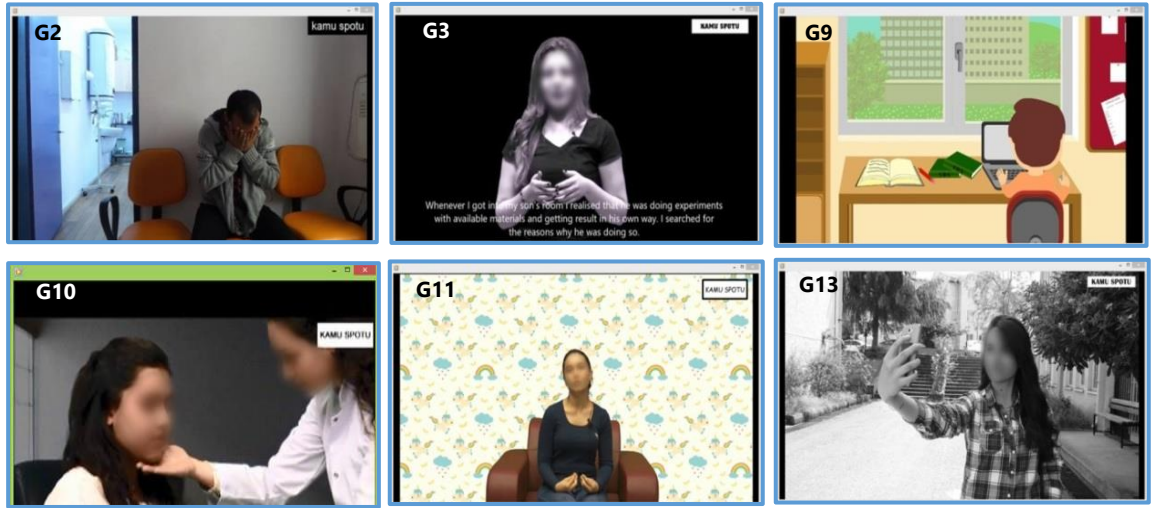 G2
kamu spotu
G3
KAMU SPOTU
Whenever I got into my son's room I realised that he was doing experiments
with available materials and getting result in his own way. I searched for
the reasons why he was doing so.
G9
G10
KAMU SPOTU
G11
KAMU SPOTU
G13
KAMU SPOTU